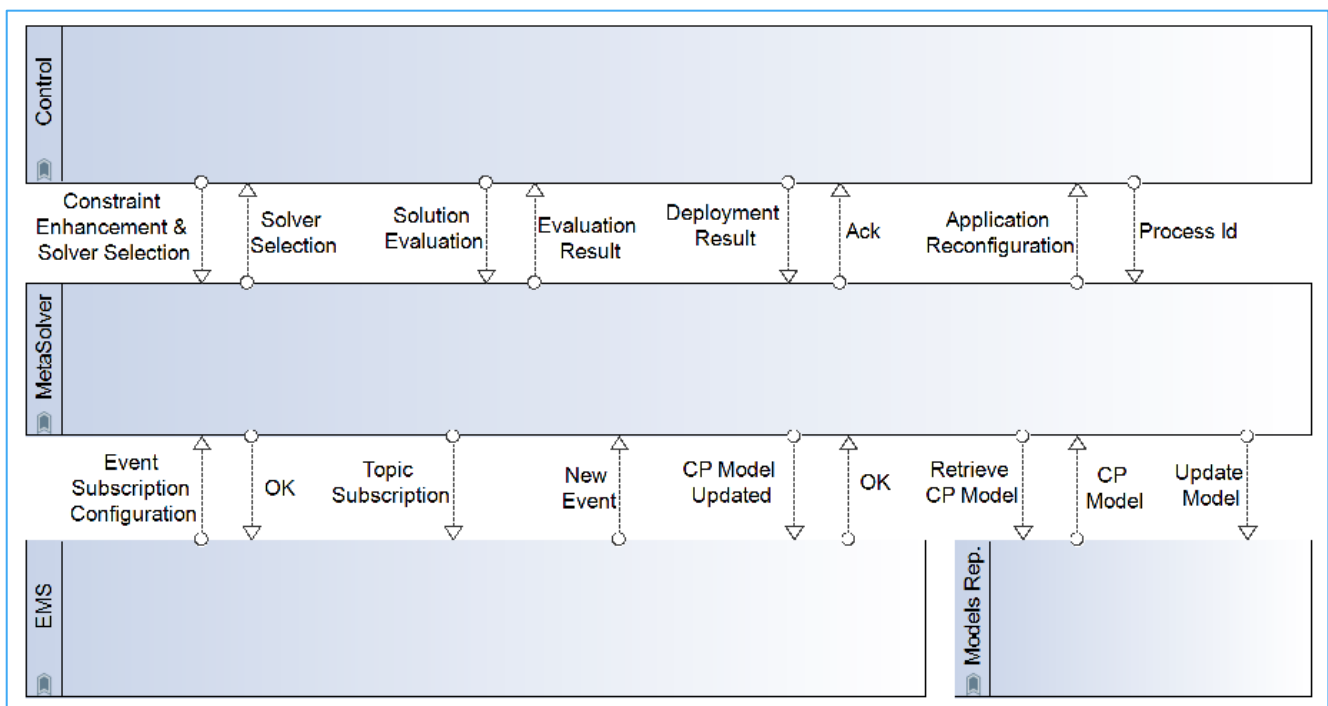 Control
Constraint
Enhancement &
Solver Selection
Solver
Selection
Solution
Evaluation
Evaluation
Result
Deployment
Result
Ack
Application
Reconfiguration
Process Id
MetaSolver
Event
Subscription
Configuration
OK
Topic
Subscription
New
Event
CP Model
Updated
OK
Retrieve
CP Model
CP
Model
Update
Model
EMS
Models Rep.